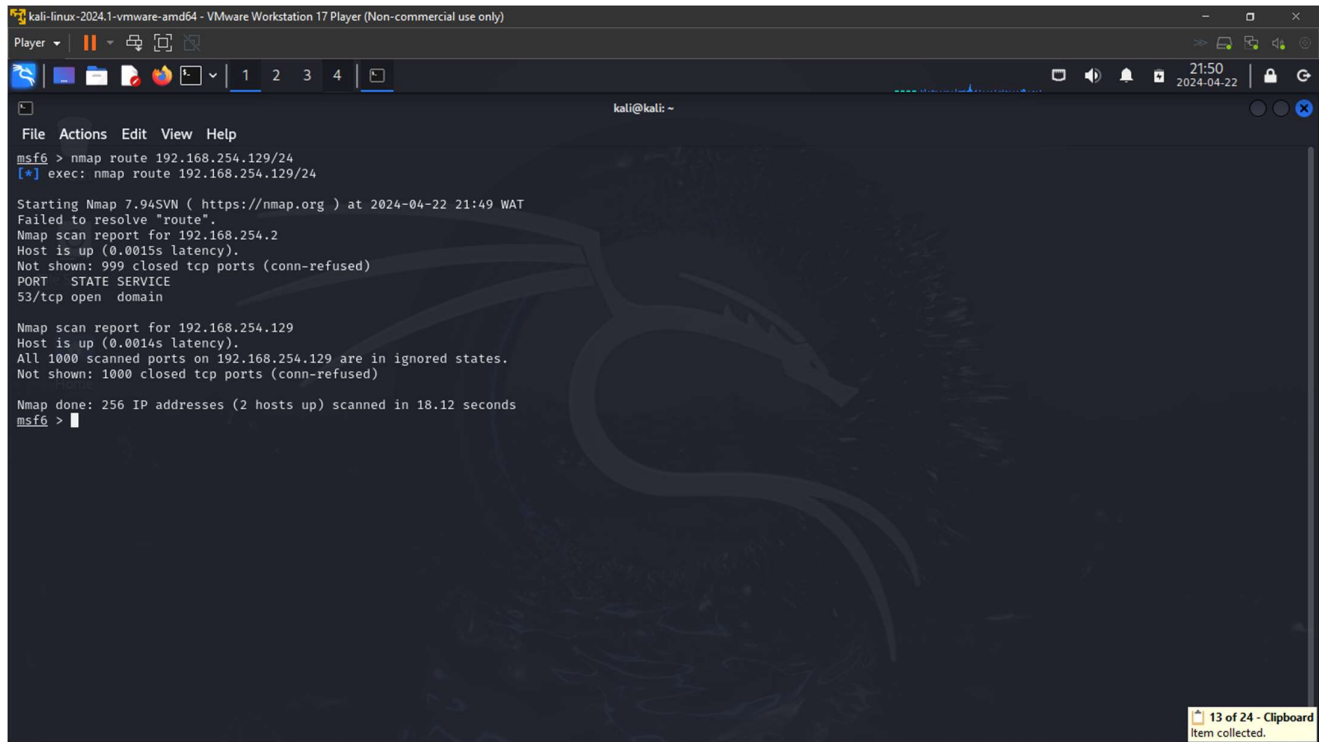 kali-linux-2024.1-vmware-amd64 - VMware Workstation 17 Player (Non-commercial use only)
Player
1 2 3 4
21:50
2024-04-22
kali@kali: ~
File Actions Edit View Help
msf6 > nmap route 192.168.254.129/24
[*] exec: nmap route 192.168.254.129/24
Starting Nmap 7.94SVN ( https://nmap.org ) at 2024-04-22 21:49 WAT
Failed to resolve "route".
Nmap scan report for 192.168.254.2
Host is up (0.0015s latency).
Not shown: 999 closed tcp ports (conn-refused)
PORT STATE SERVICE
53/tcp open domain
Nmap scan report for 192.168.254.129
Host is up (0.0014s latency).
All 1000 scanned ports on 192.168.254.129 are in ignored states.
Not shown: 1000 closed tcp ports (conn-refused)
Nmap done: 256 IP addresses (2 hosts up) scanned in 18.12 seconds
msf6 >
13 of 24 - Clipboard
Item collected.